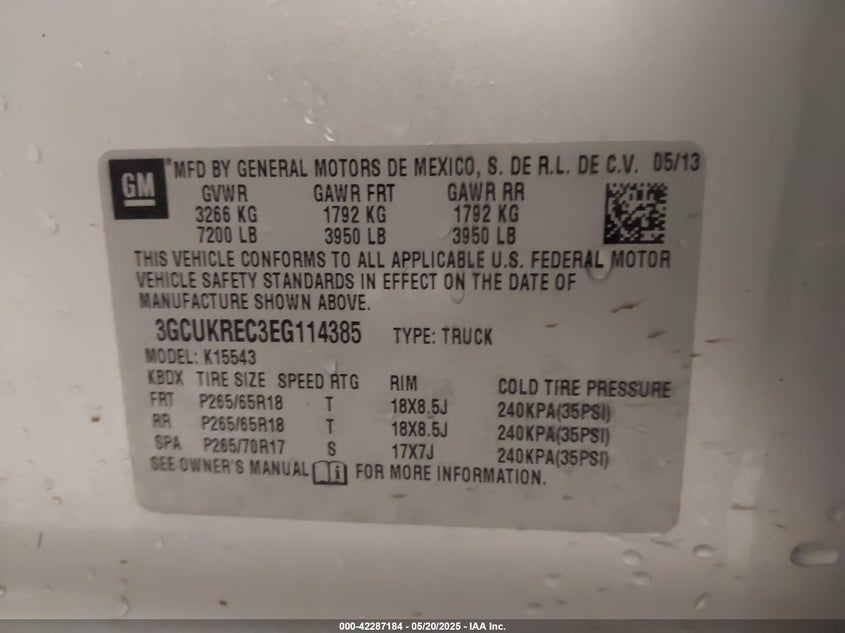 GM
MFD BY GENERAL MOTORS DE MEXICO, S. DE R.L. DE C.V. 05/13
GVWR GAWR FRT GAWR RR
3266 KG 1792 KG 1792 KG
7200 LB 3950 LB 3950 LB
THIS VEHICLE CONFORMS TO ALL APPLICABLE U.S. FEDERAL MOTOR
VEHICLE SAFETY STANDARDS IN EFFECT ON THE DATE OF
MANUFACTURE SHOWN ABOVE.
3GCUKREC3EG114385 TYPE: TRUCK
MODEL: K15543
KBDX TIRE SIZE SPEED RTG RIM COLD TIRE PRESSURE
FRT P265/65R18 T 18X8.5J 240KPA(35PSI)
RR P265/65R18 T 18X8.5J 240KPA(35PSI)
SPA P265/70R17 S 17X7J 240KPA(35PSI)
SEE OWNER'S MANUAL FOR MORE INFORMATION.
000-42287184 - 05/20/2025 - IAA Inc.